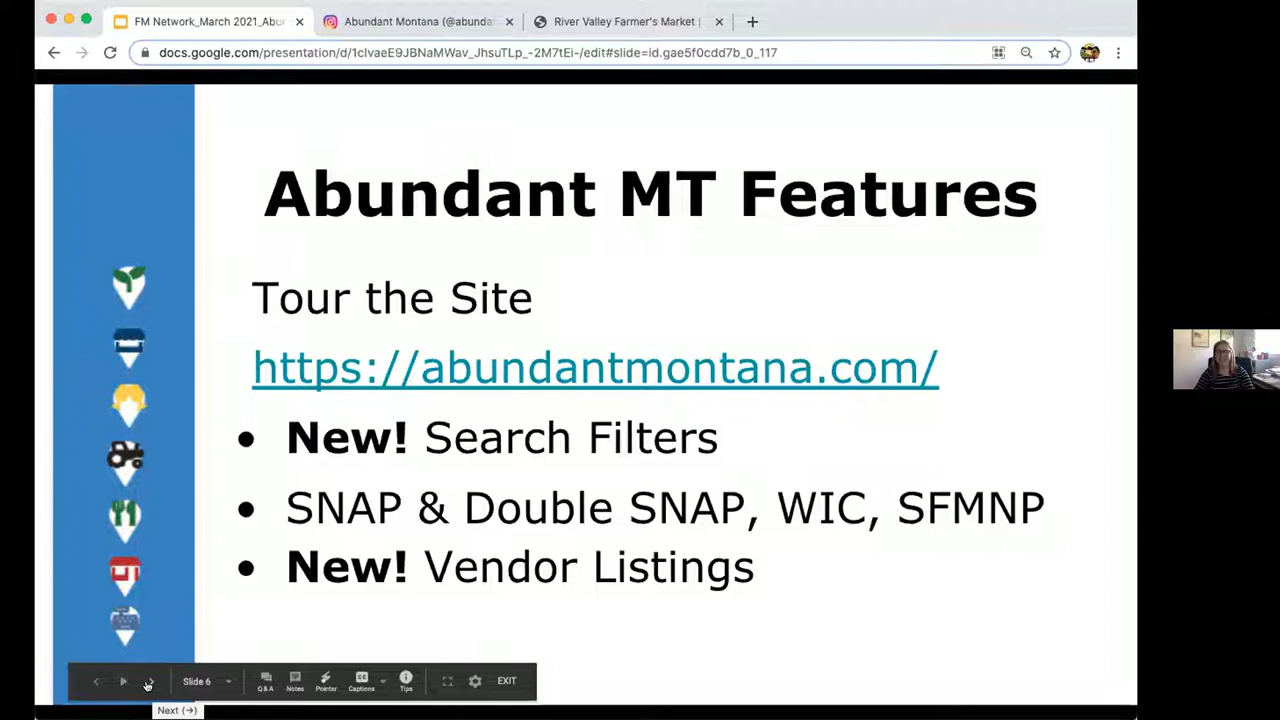 FM Network_March 2021_Abu
Abundant Montana (@abunda
River Valley Farmer's Market |
docs.google.com/presentation/d/1cIvaeE9JBNaMWav_JhsuTLp_-2M7tEi-/edit#slide=id.gae5f0cdd7b_0_117
Abundant MT Features
Tour the Site
https://abundantmontana.com/
• New! Search Filters
• SNAP & Double SNAP, WIC, SFMNP
• New! Vendor Listings
Slide 6
Q&A
Notes
Pointer
Captions
Tips
EXIT
Next (→)